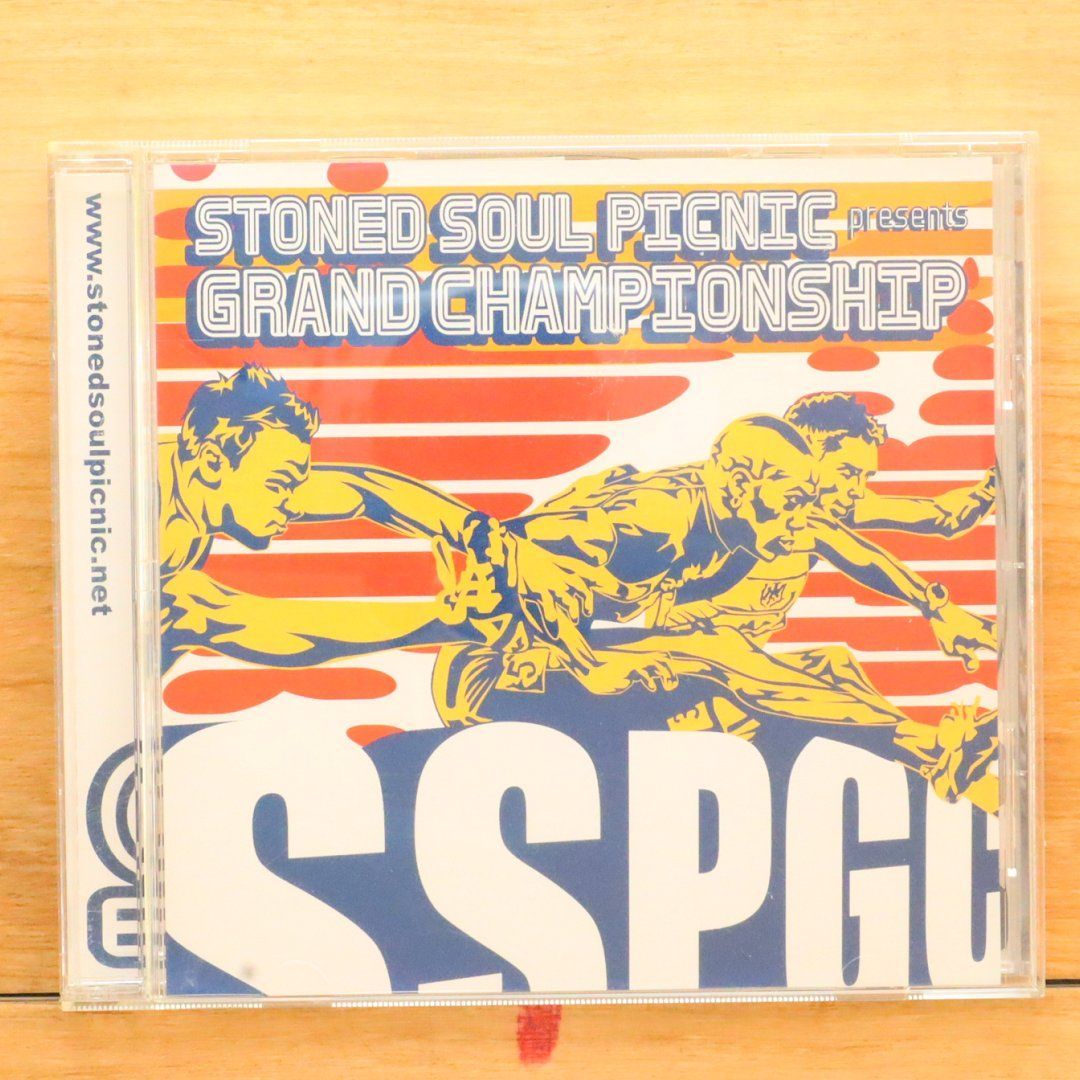 STONED SOUL PICNIC presents
GRAND CHAMPIONSHIP
www.stonedsoulpicnic.net
SSPGC